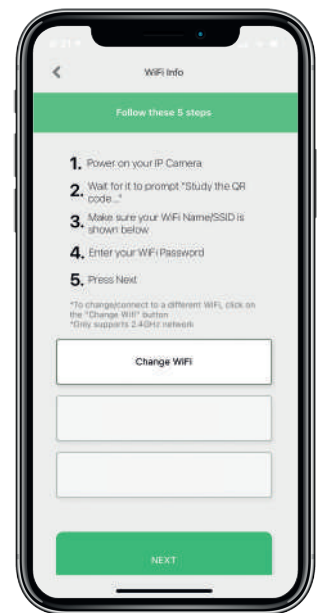 WiFi Info
Follow these 5 steps
1. Power on your IP Camera
2. Wait for it to prompt "Study the QR
code..."
3. Make sure your WiFi Name/SSID is
shown below
4. Enter your WiFi Password
5. Press Next
*To change/connect to a different WiFi, click on
the "Change Wifi" button
*Only supports 2.4GHz network
Change WiFi
NEXT